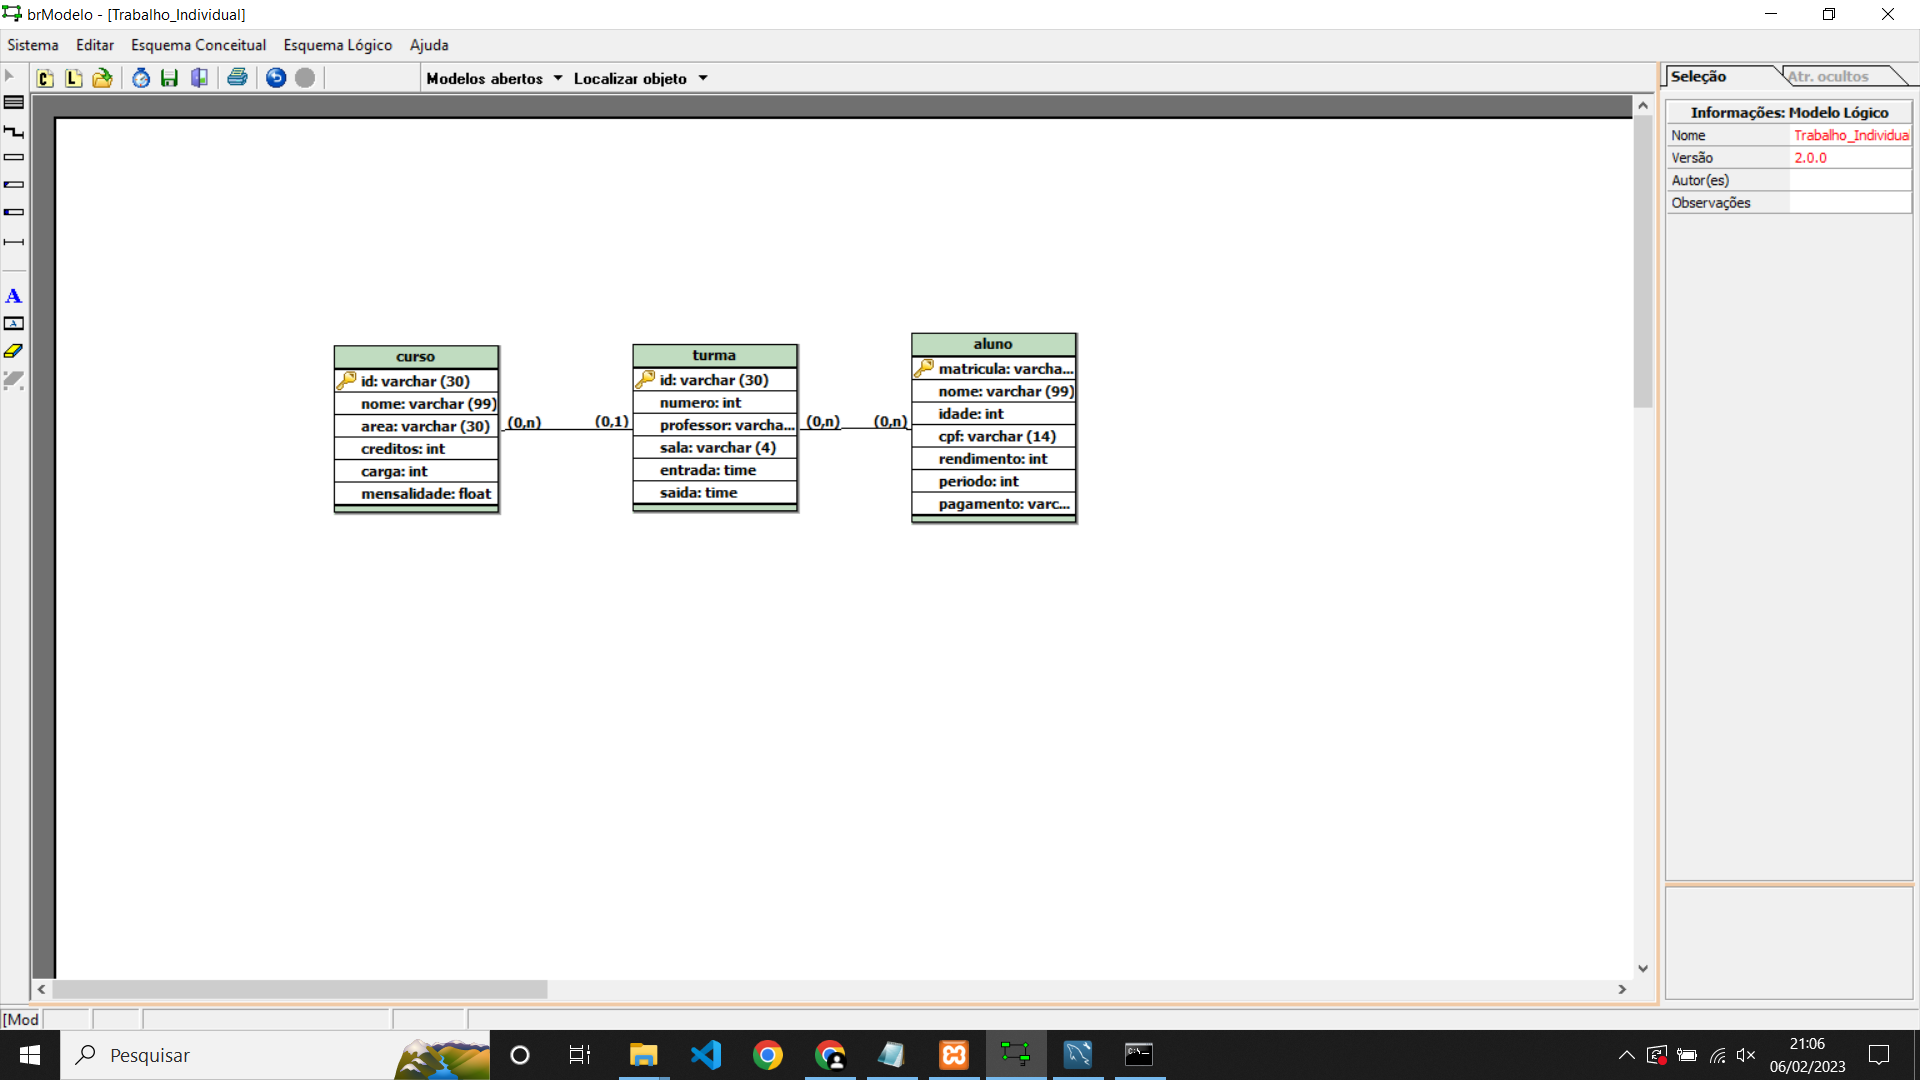 brModelo - [Trabalho_Individual]
Sistema Editar Esquema Conceitual Esquema Lógico Ajuda
C L Modelos abertos Localizar objeto
Seleção Atr. ocultos
Informações: Modelo Lógico
Nome Trabalho_Individua
Versão 2.0.0
Autor(es)
Observações
A
A
curso
id: varchar (30)
nome: varchar (99)
area: varchar (30)
creditos: int
carga: int
mensalidade: float
(0,n) (0,1)
turma
id: varchar (30)
numero: int
professor: varcha...
sala: varchar (4)
entrada: time
saida: time
(0,n) (0,n)
aluno
matricula: varcha...
nome: varchar (99)
idade: int
cpf: varchar (14)
rendimento: int
periodo: int
pagamento: varc...
[Mod
Pesquisar
21:06
06/02/2023